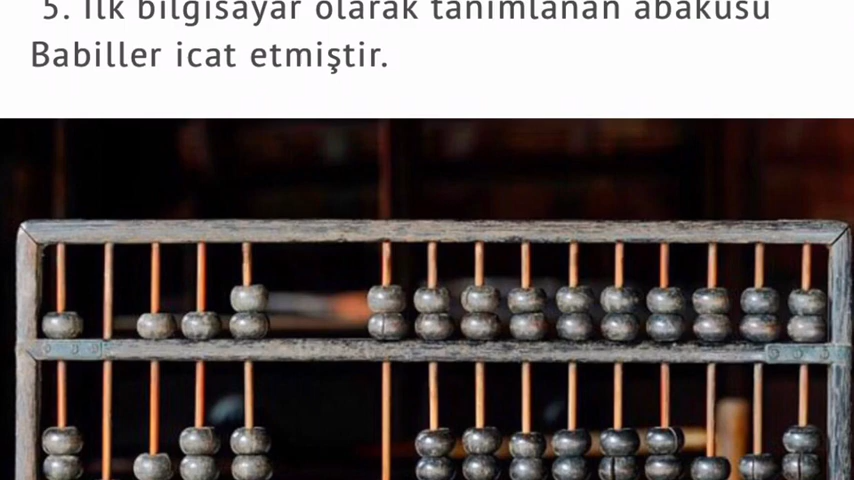 5. İlk bilgisayar olarak tanımlanan abaküsü
Babiller icat etmiştir.